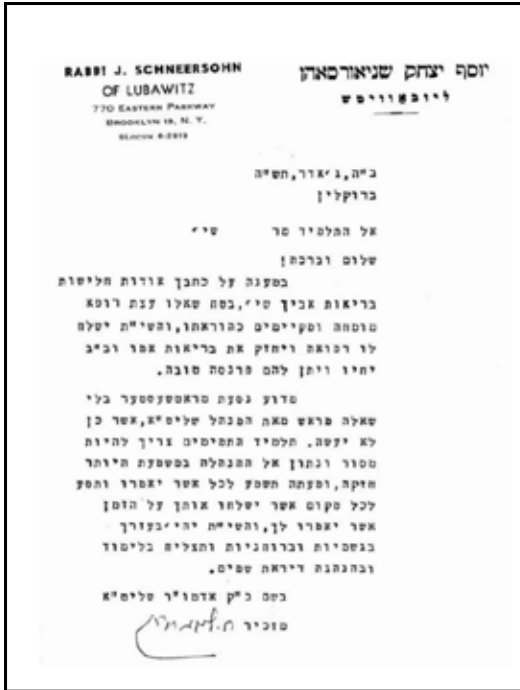 RABBI J. SCHNEERSOHN
OF LUBAWITZ
770 EASTERN PARKWAY
BROOKLYN 13, N. Y.
SLOCUM 4-2919
יוסף יצחק שניאורסאהן
ליובאוויטש
ב"ה, ג' אדר, תש"ה
ברוקלין
אל התלמיד מר שי'
שלום וברכה!
במענה על כתבך אודות חלישות
בריאות אביך שי', בטח שאלו עצת רופא
מומחה ומקיימים כהוראתו, והשי"ת ישלח
לו רפואה ויחזק את בריאות אמו וב"ב
יחיו ויתן להם פרנסה טובה.
מדוע נסעת מראטשעסטער בלי
שאלה מראש מאת המנהל שליט"א, אשר כן
לא יעשה. תלמיד התמימים צריך להיות
מסור ונתון אל ההנהלה במשמעת היותר
חזקה, ומעתה תשמע לכל אשר יאמרו ותסע
לכל מקום אשר ישלחו אותך על הזמן
אשר יאמרו לך, והשי"ת יהי' בעזרך
בגשמיות וברוחניות ותצליח בלימוד
ובהנהגה דיראת שמים.
בשם כ"ק אדמו"ר שליט"א
מזכיר